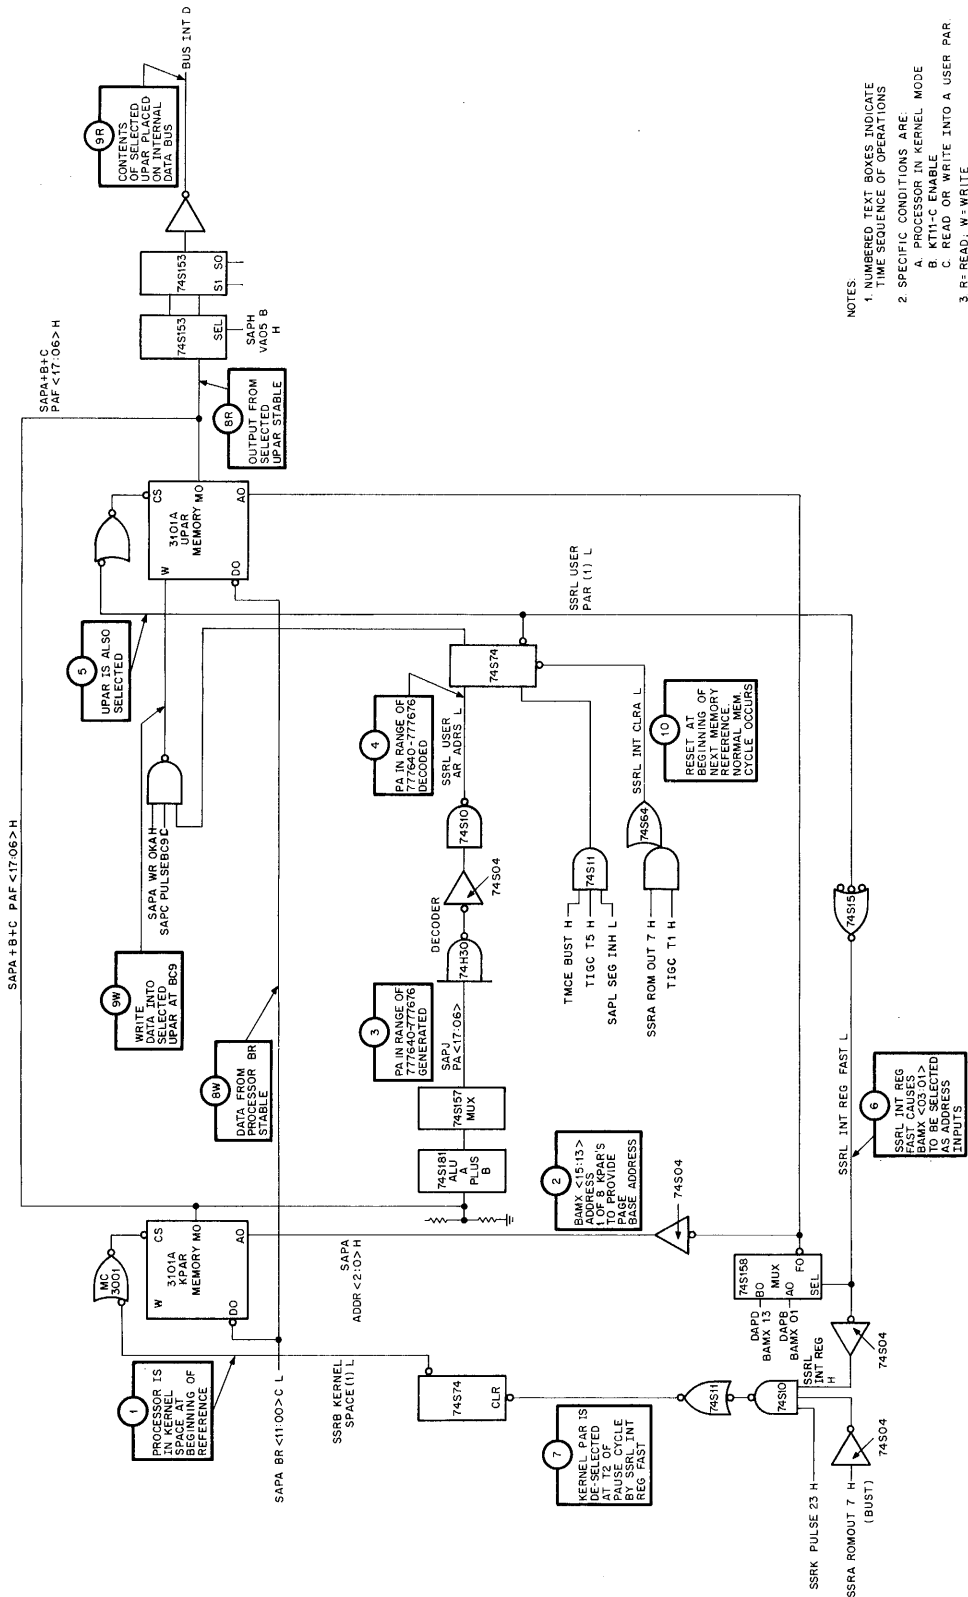 1
PROCESSOR IS
IN KERNEL
SPACE AT
BEGINNING OF
REFERENCE
SAPA BR <11:00> C L
SSRB KERNEL
SPACE (1) L
MC
3001
CS
W
3101A
KPAR
MEMORY
MO
DO
AO
SAPA
ADDR <2:0> H
SAPA + B + C PAF <17:06> H
8W
DATA FROM
PROCESSOR BR
STABLE
9W
WRITE
DATA INTO
SELECTED
UPAR AT BC9
SAPA WR OKA H
SAPC PULSEBC9 C
5
UPAR IS ALSO
SELECTED
CS
W
3101A
UPAR
MEMORY
MO
DO
AO
SAPA+B+C
PAF <17:06> H
8R
OUTPUT FROM
SELECTED
UPAR STABLE
74S153
SEL
SAPH
VA05 B
H
74S153
S1 S0
9R
CONTENTS
OF SELECTED
UPAR PLACED
ON INTERNAL
DATA BUS
BUS INT D
74S181
ALU
A
PLUS
B
74S157
MUX
SAPJ
PA <17:06>
3
PA IN RANGE OF
777640-777676
GENERATED
DECODER
74H30
74S04
74S10
4
PA IN RANGE OF
777640-777676
DECODED
SSRL USER
AR ADRS L
74S74
SSRL USER
PAR (1) L
TMCE BUST H
TIGC T5 H
SAPL SEG INH L
74S11
SSRA ROM OUT 7 H
TIGC T1 H
74S64
SSRL INT CLRA L
10
RESET AT
BEGINNING OF
NEXT MEMORY
REFERENCE.
NORMAL MEM.
CYCLE OCCURS
2
BAMX <15:13>
ADDRESS
1 OF 8 KPAR'S
TO PROVIDE
PAGE
BASE ADDRESS
74S04
7
KERNEL PAR IS
DE-SELECTED
AT T2 OF
PAUSE CYCLE
BY SSRL INT
REG FAST
74S74
CLR
74S11
74S10
SSRK PULSE 23 H
SSRA ROMOUT 7 H
(BUST)
74S04
SSRL
INT REG
H
74S04
DAPD
BAMX 13
DAPB
BAMX 01
74S158
B0
MUX
A0
F0
SEL
SSRL INT REG FAST L
6
SSRL INT REG
FAST CAUSES
BAMX <03:01>
TO BE SELECTED
AS ADDRESS
INPUTS
74S15
NOTES:
1. NUMBERED TEXT BOXES INDICATE
TIME SEQUENCE OF OPERATIONS
2. SPECIFIC CONDITIONS ARE:
A. PROCESSOR IN KERNEL MODE
B. KT11-C ENABLE
C. READ OR WRITE INTO A USER PAR.
3. R= READ; W= WRITE